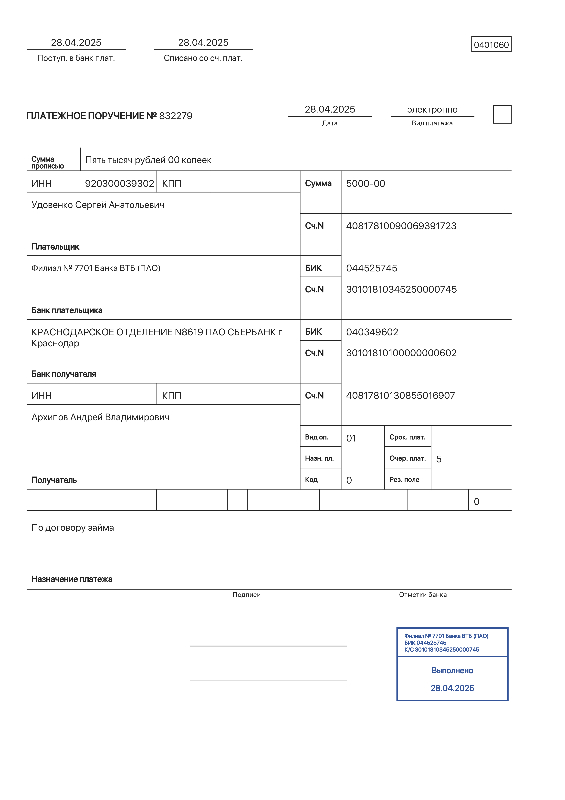 28.04.2025 28.04.2025 0401060
Поступ. в банк плат. Списано со сч. плат.
ПЛАТЕЖНОЕ ПОРУЧЕНИЕ № 832279 28.04.2025 электронно
Дата Вид платежа
Сумма прописью Пять тысяч рублей 00 копеек
ИНН 920300039302 КПП Сумма 5000-00
Удовенко Сергей Анатольевич
Сч.N 40817810090069391723
Плательщик
Филиал № 7701 Банка ВТБ (ПАО) БИК 044525745
Сч.N 30101810345250000745
Банк плательщика
КРАСНОДАРСКОЕ ОТДЕЛЕНИЕ N8619 ПАО СБЕРБАНК г БИК 040349602
Краснодар
Сч.N 30101810100000000602
Банк получателя
ИНН КПП Сч.N 40817810130855016907
Архипов Андрей Владимирович
Вид оп. 01 Срок. плат.
Назн. пл. Очер. плат. 5
Получатель Код 0 Рез. поле
0
По договору займа
Назначение платежа
Подписи Отметки банка
Филиал № 7701 Банка ВТБ (ПАО)
БИК 044525745
К/С 30101810345250000745
Выполнено
28.04.2025